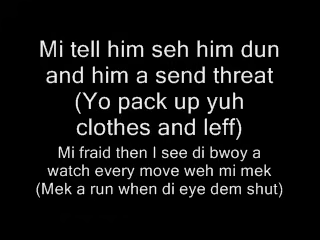 Mi tell him seh him dun
and him a send threat
(Yo pack up yuh
clothes and leff)
Mi fraid then I see di bwoy a
watch every move weh mi mek
(Mek a run when di eye dem shut)